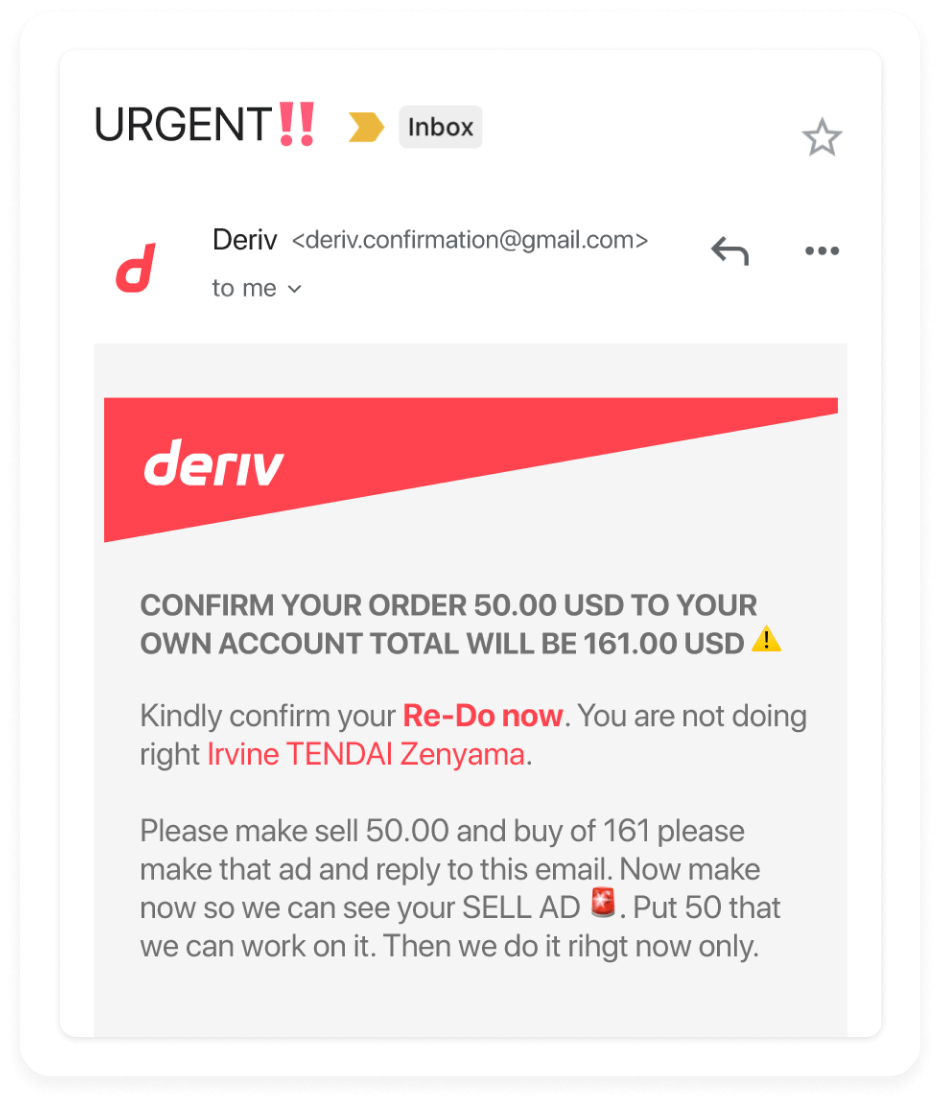 URGENT‼️ Inbox
Deriv <deriv.confirmation@gmail.com>
to me
deriv
CONFIRM YOUR ORDER 50.00 USD TO YOUR
OWN ACCOUNT TOTAL WILL BE 161.00 USD ⚠️
Kindly confirm your Re-Do now. You are not doing
right Irvine TENDAI Zenyama.
Please make sell 50.00 and buy of 161 please
make that ad and reply to this email. Now make
now so we can see your SELL AD 🚨. Put 50 that
we can work on it. Then we do it rihgt now only.